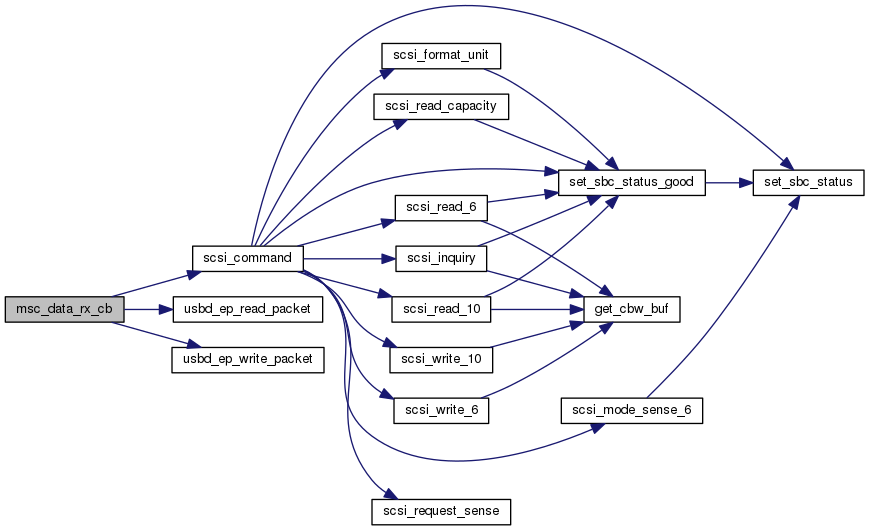 scsi_format_unit
scsi_read_capacity
set_sbc_status_good
set_sbc_status
scsi_read_6
scsi_command
scsi_inquiry
msc_data_rx_cb
usbd_ep_read_packet
scsi_read_10
get_cbw_buf
usbd_ep_write_packet
scsi_write_10
scsi_write_6
scsi_mode_sense_6
scsi_request_sense